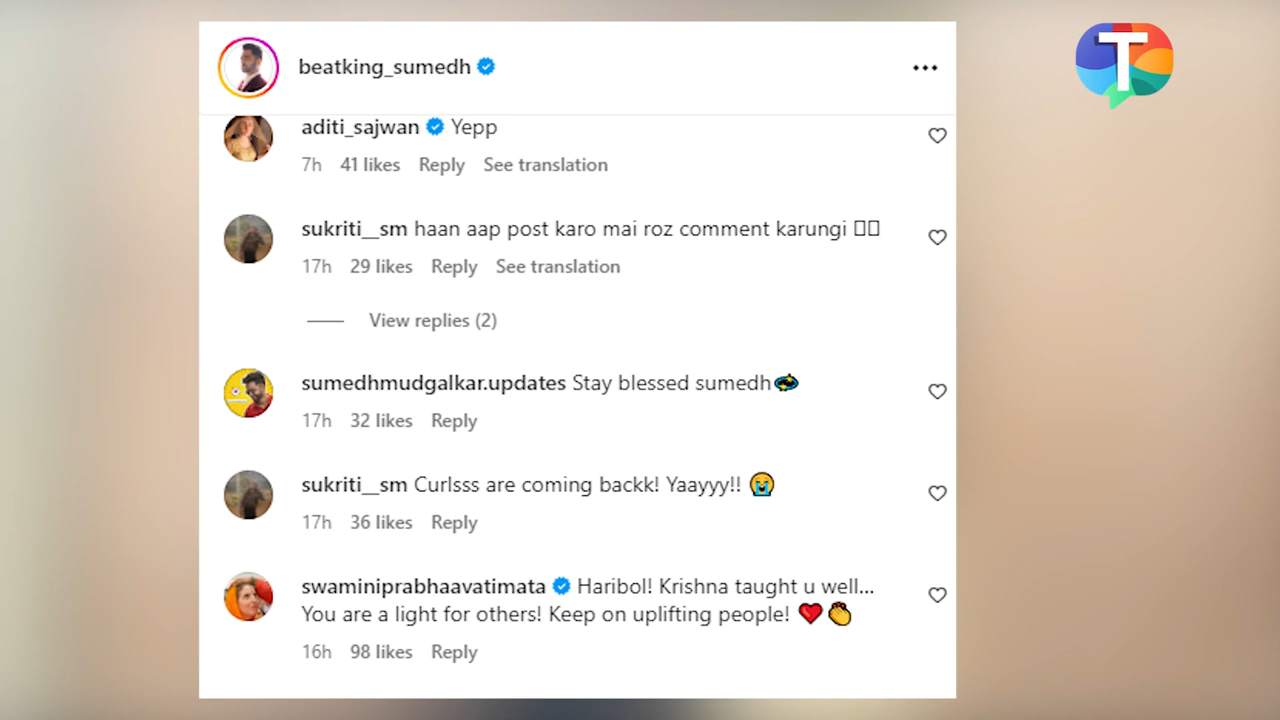 beatking_sumedh
T
aditi_sajwan Yepp
7h 41 likes Reply See translation
sukriti__sm haan aap post karo mai roz comment karungi
17h 29 likes Reply See translation
View replies (2)
sumedhmudgalkar.updates Stay blessed sumedh💫
17h 32 likes Reply
sukriti__sm Curlsss are coming backk! Yaayyy!! 😭
17h 36 likes Reply
swaminiprabhaavatimata Haribol! Krishna taught u well...
You are a light for others! Keep on uplifting people! ❤️👏
16h 98 likes Reply